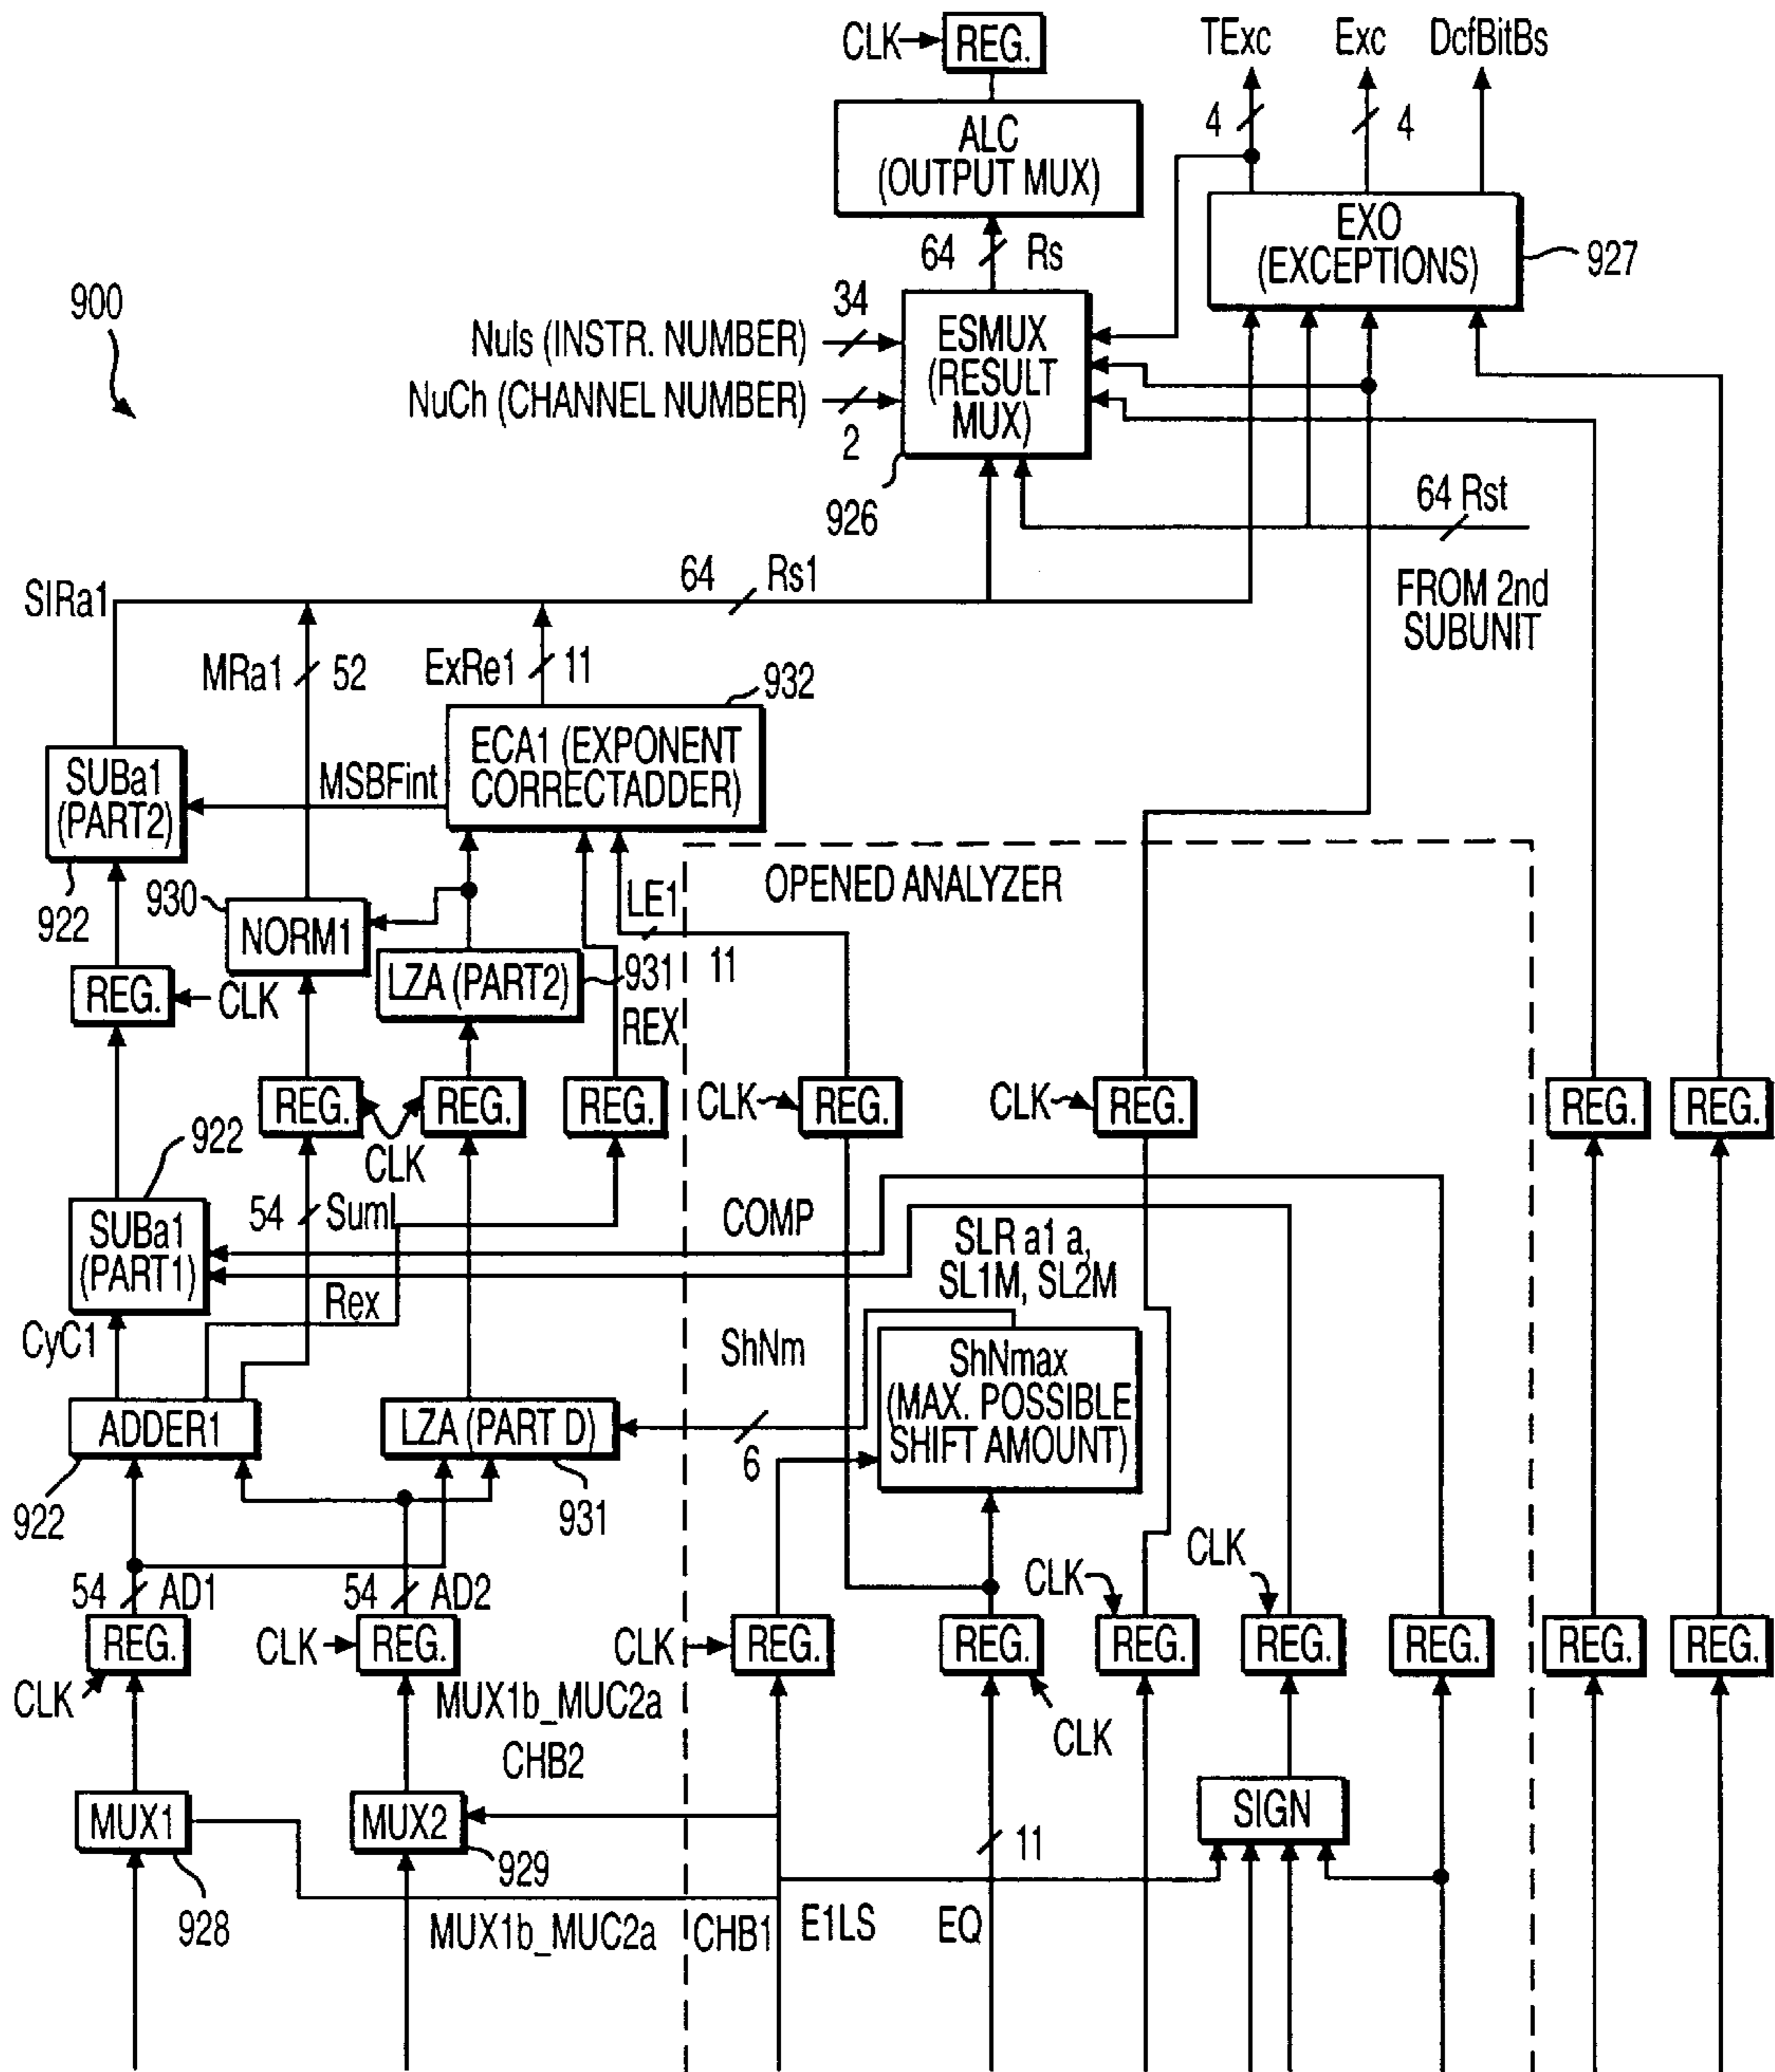 CLK
REG.
TExc
Exc
DcfBitBs
4
4
ALC
(OUTPUT MUX)
EXO
(EXCEPTIONS)
927
64
Rs
900
34
NuIs (INSTR. NUMBER)
NuCh (CHANNEL NUMBER)
2
ESMUX
(RESULT
MUX)
926
64 Rst
FROM 2nd
SUBUNIT
SIRa1
64
Rs1
MRa1
52
ExRe1
11
932
SUBa1
(PART2)
MSBFint
ECA1 (EXPONENT
CORRECTADDER)
922
930
NORM1
LE1
11
OPENED ANALYZER
LZA (PART2)
931
REX
REG.
CLK
REG.
REG.
REG.
CLK
REG.
CLK
REG.
REG.
REG.
CLK
922
SUBa1
(PART1)
54
SumI
COMP
SLR a1 a,
SL1M, SL2M
Rex
CyC1
ShNm
6
ShNmax
(MAX. POSSIBLE
SHIFT AMOUNT)
ADDER1
LZA (PART D)
922
931
54
AD1
54
AD2
CLK
CLK
REG.
CLK
REG.
CLK
REG.
REG.
REG.
REG.
REG.
REG.
REG.
CLK
CLK
MUX1b_MUC2a
CHB2
MUX1
MUX2
SIGN
929
928
11
MUX1b_MUC2a
CHB1
E1LS
EQ